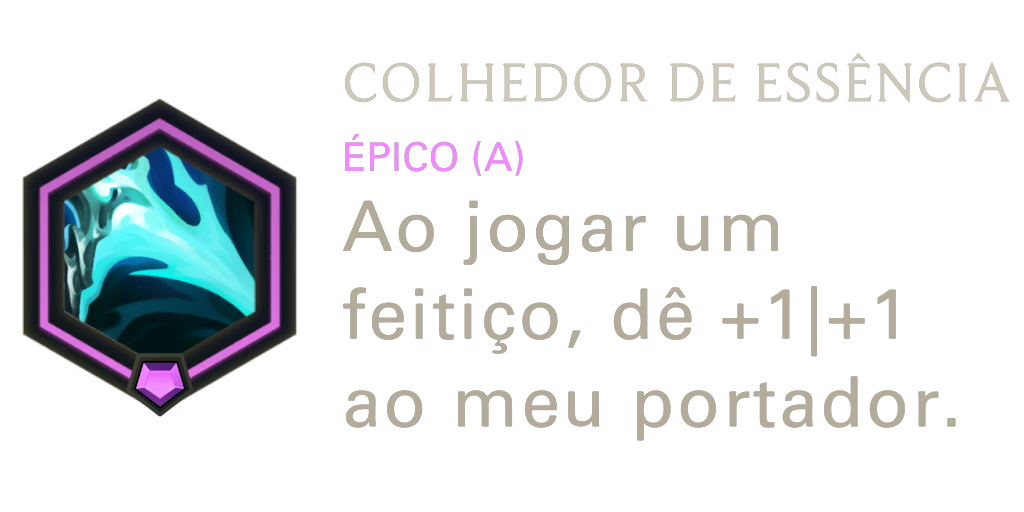 COLHEDOR DE ESSÊNCIA
ÉPICO (A)
Ao jogar um
feitiço, dê +1|+1
ao meu portador.